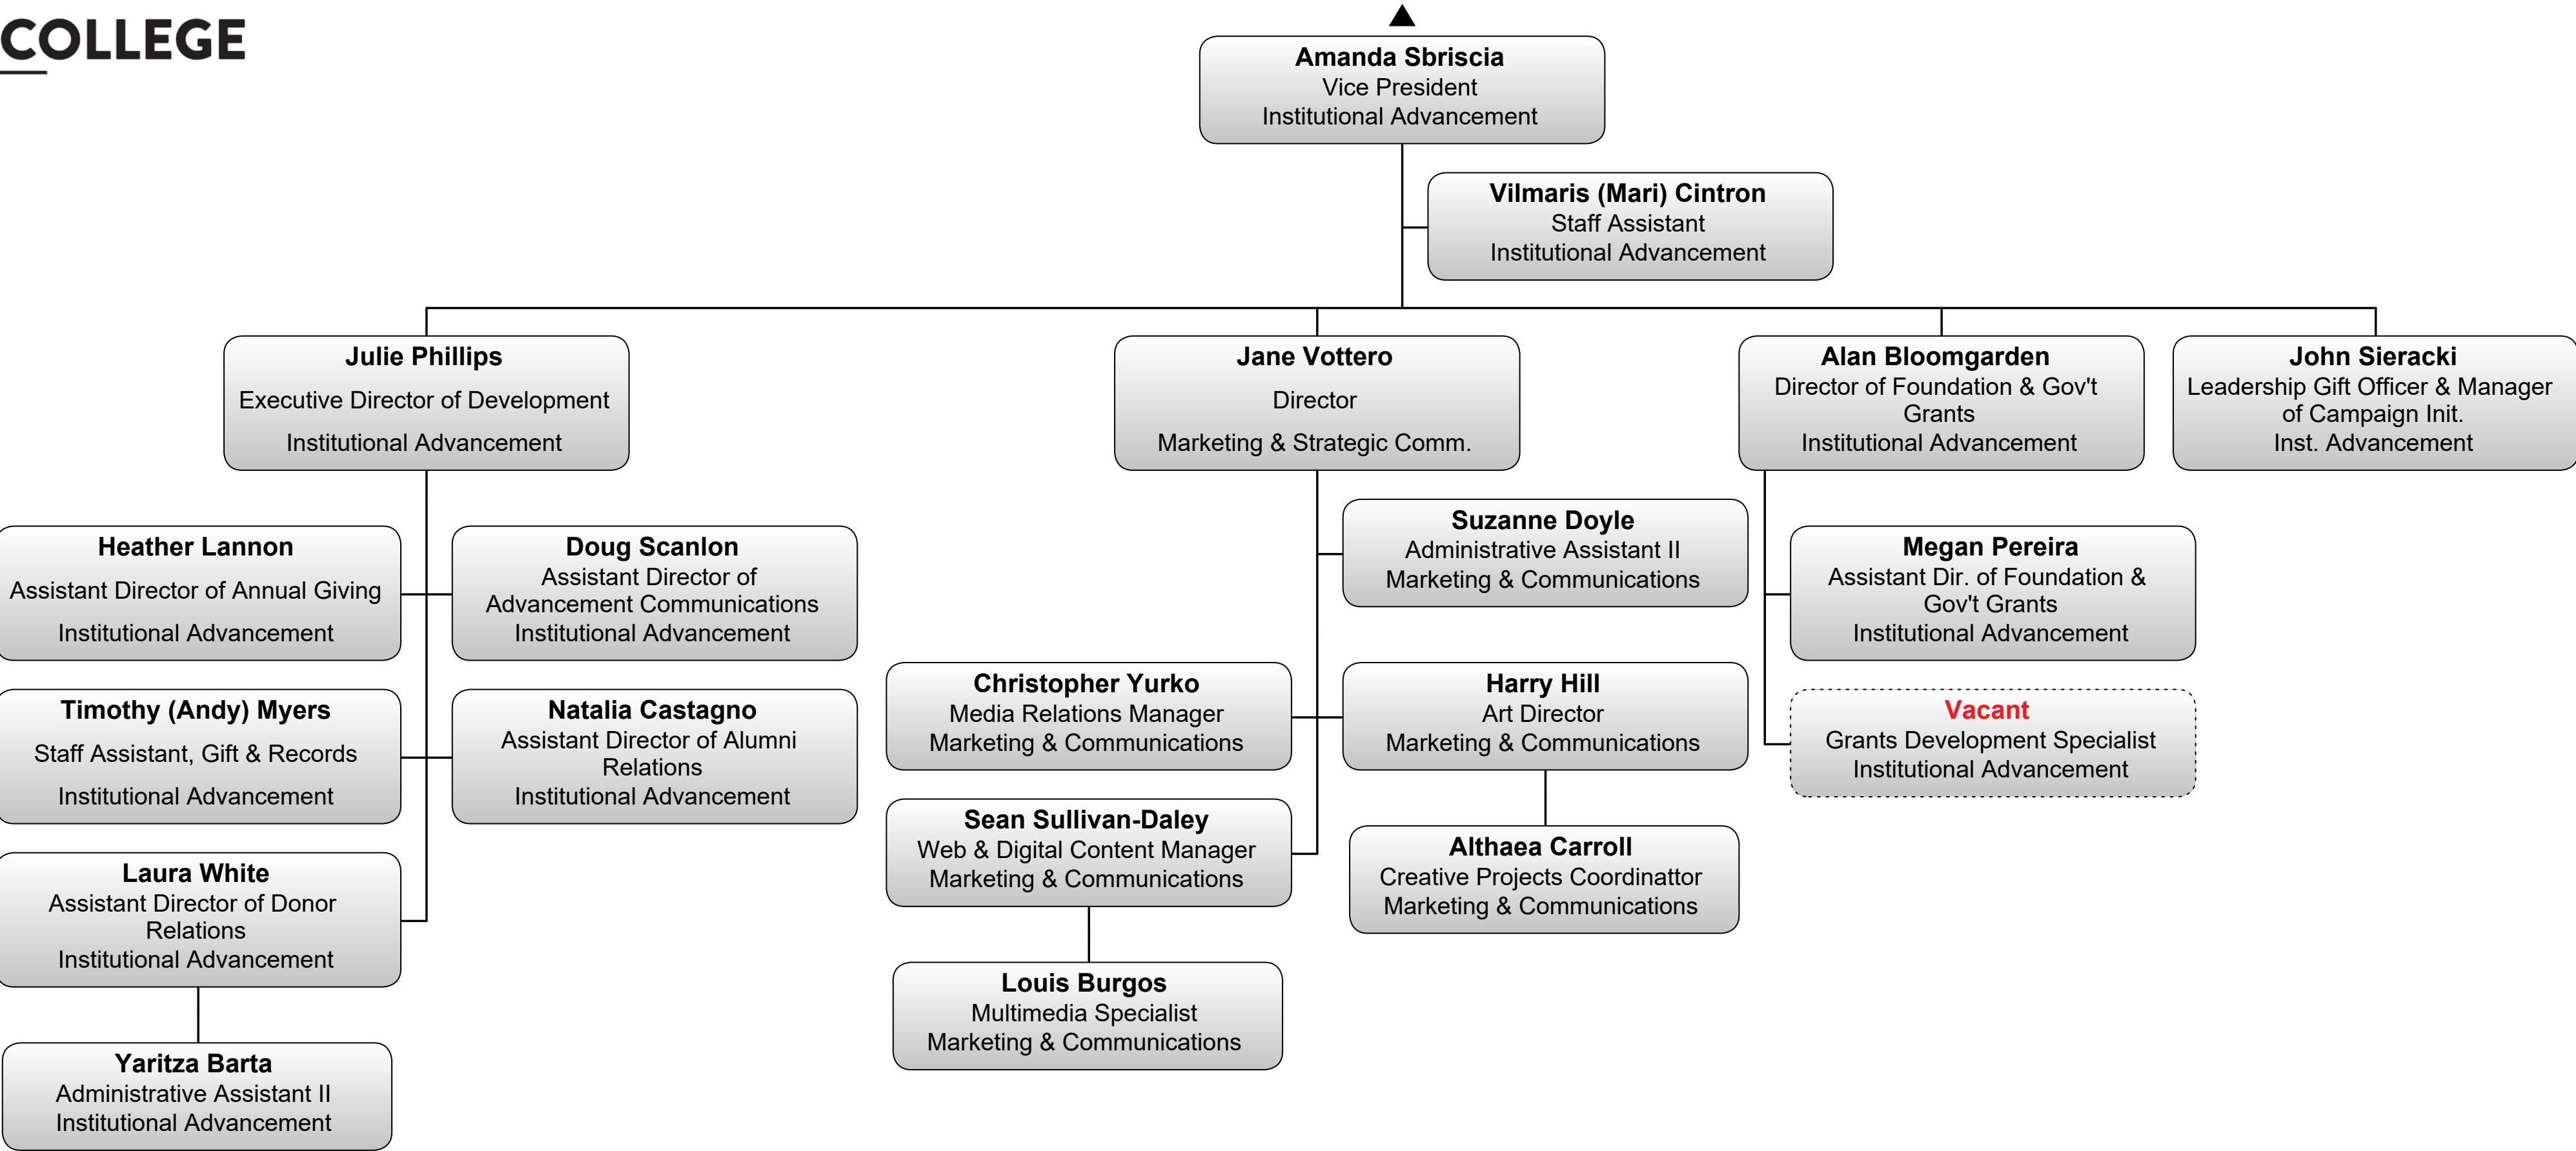 COLLEGE
Amanda Sbriscia
Vice President
Institutional Advancement
Vilmaris (Mari) Cintron
Staff Assistant
Institutional Advancement
Julie Phillips
Executive Director of Development
Institutional Advancement
Jane Vottero
Director
Marketing & Strategic Comm.
Alan Bloomgarden
Director of Foundation & Gov't
Grants
Institutional Advancement
John Sieracki
Leadership Gift Officer & Manager
of Campaign Init.
Inst. Advancement
Heather Lannon
Assistant Director of Annual Giving
Institutional Advancement
Doug Scanlon
Assistant Director of
Advancement Communications
Institutional Advancement
Suzanne Doyle
Administrative Assistant II
Marketing & Communications
Megan Pereira
Assistant Dir. of Foundation &
Gov't Grants
Institutional Advancement
Timothy (Andy) Myers
Staff Assistant, Gift & Records
Institutional Advancement
Natalia Castagno
Assistant Director of Alumni
Relations
Institutional Advancement
Christopher Yurko
Media Relations Manager
Marketing & Communications
Harry Hill
Art Director
Marketing & Communications
Vacant
Grants Development Specialist
Institutional Advancement
Laura White
Assistant Director of Donor
Relations
Institutional Advancement
Sean Sullivan-Daley
Web & Digital Content Manager
Marketing & Communications
Althaea Carroll
Creative Projects Coordinattor
Marketing & Communications
Louis Burgos
Multimedia Specialist
Marketing & Communications
Yaritza Barta
Administrative Assistant II
Institutional Advancement